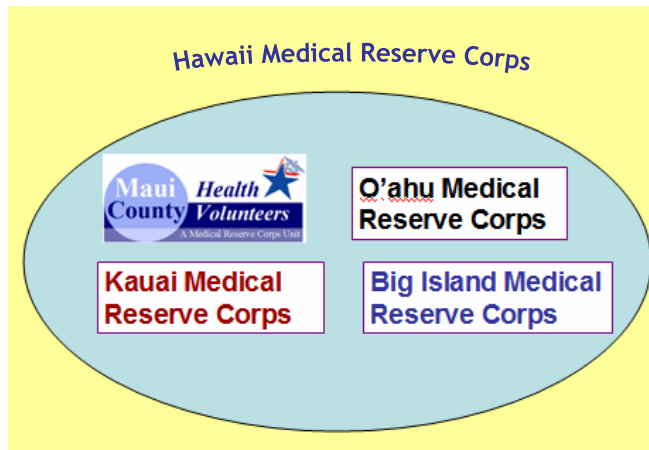 Hawaii Medical Reserve Corps
Maui
County
Health
Volunteers
A Medical Reserve Corps Unit
O'ahu Medical
Reserve Corps
Kauai Medical
Reserve Corps
Big Island Medical
Reserve Corps